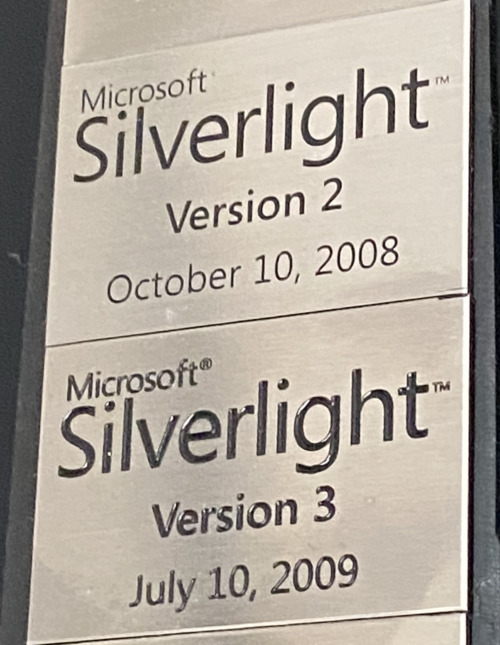 Microsoft
Silverlight™
Version 2
October 10, 2008
Microsoft®
Silverlight™
Version 3
July 10, 2009